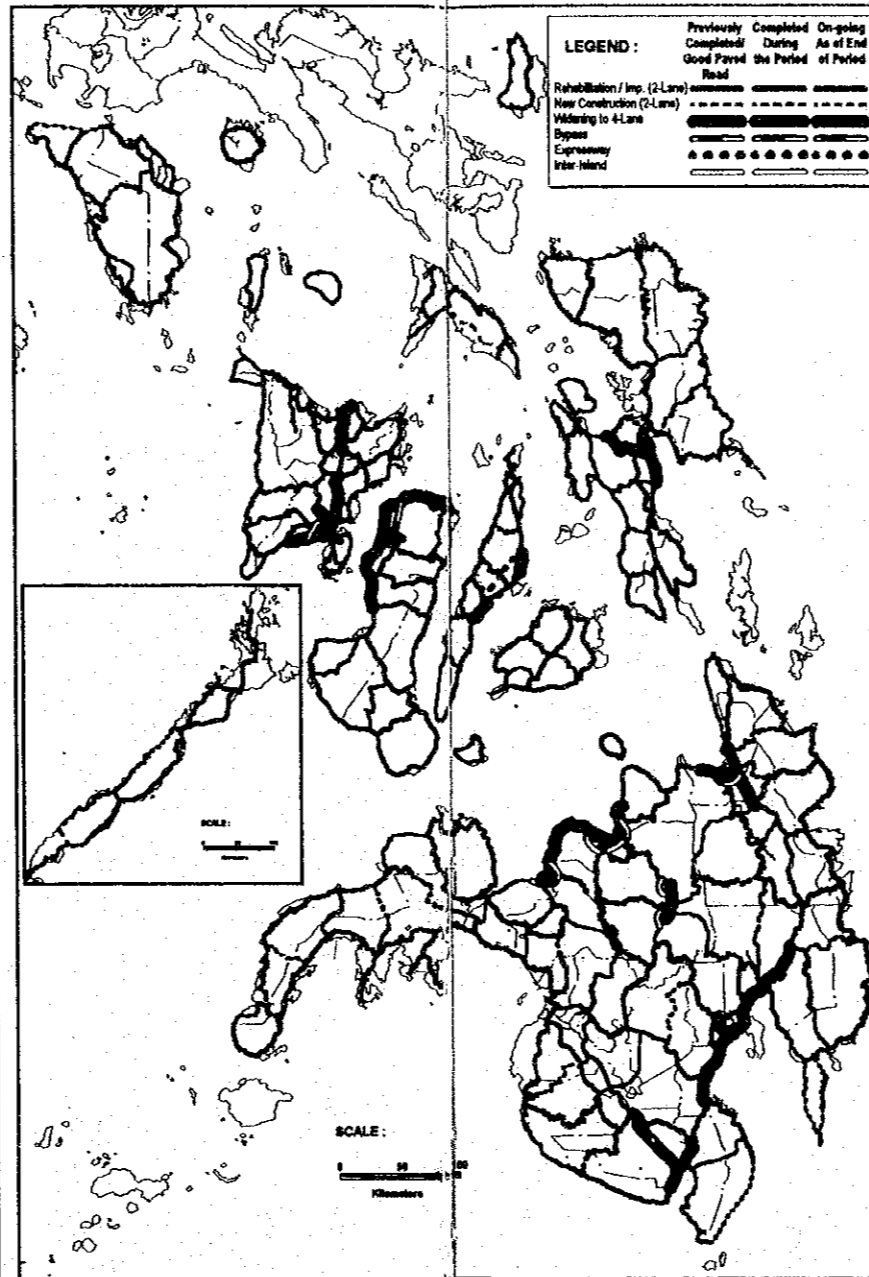 LEGEND :
Previously Completed/ Good Paved Road
Completed During the Period
On-going As of End of Period
Rehabilitation / Imp. (2-Lane)
New Construction (2-Lane)
Widening to 4-Lane
Bypass
Expressway
Inter-Island
SCALE :
SCALE :
0 50 100
Kilometers